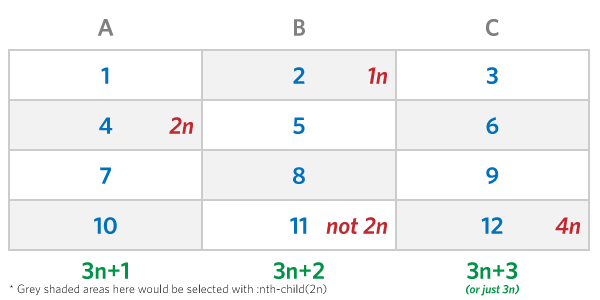 A B C
1 2 1n 3
4 2n 5 6
7 8 9
10 11 not 2n 12 4n
3n+1 3n+2 3n+3
(or just 3n)
* Grey shaded areas here would be selected with :nth-child(2n)